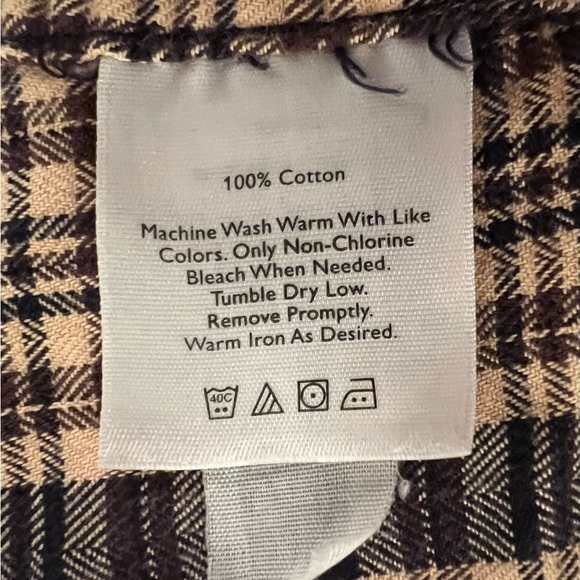 100% Cotton
Machine Wash Warm With Like
Colors. Only Non-Chlorine
Bleach When Needed.
Tumble Dry Low.
Remove Promptly.
Warm Iron As Desired.
40C